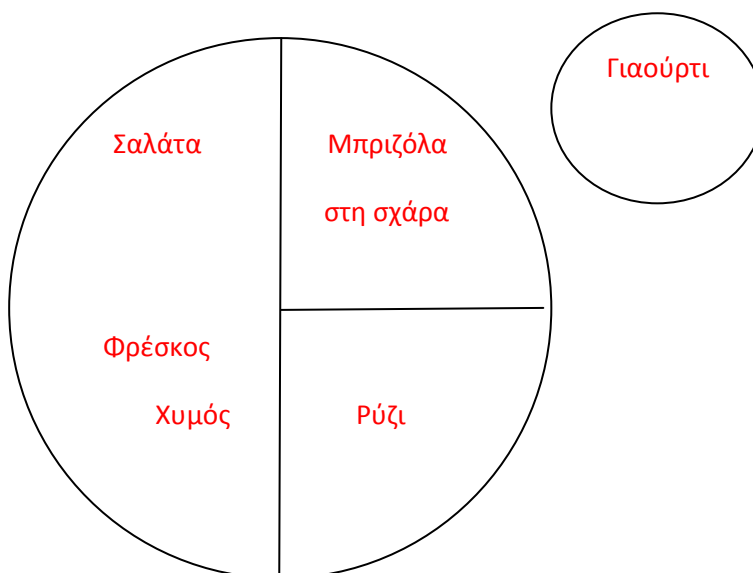 Γιαούρτι
Σαλάτα
Μπριζόλα
στη σχάρα
Φρέσκος
Χυμός
Ρύζι